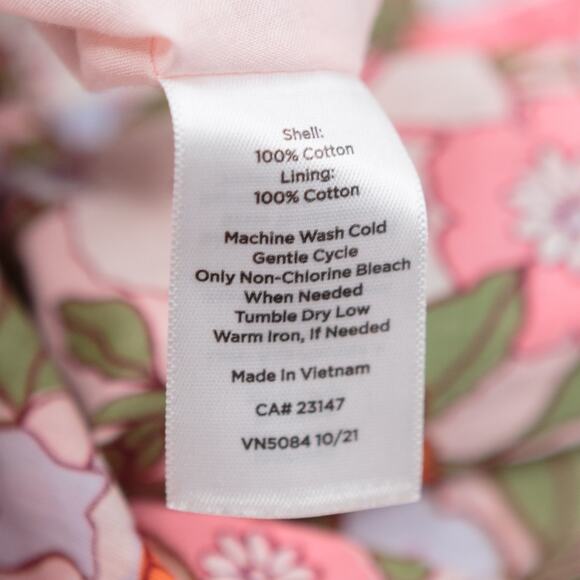 Shell:
100% Cotton
Lining:
100% Cotton
Machine Wash Cold
Gentle Cycle
Only Non-Chlorine Bleach
When Needed
Tumble Dry Low
Warm Iron, If Needed
Made In Vietnam
CA# 23147
VN5084 10/21